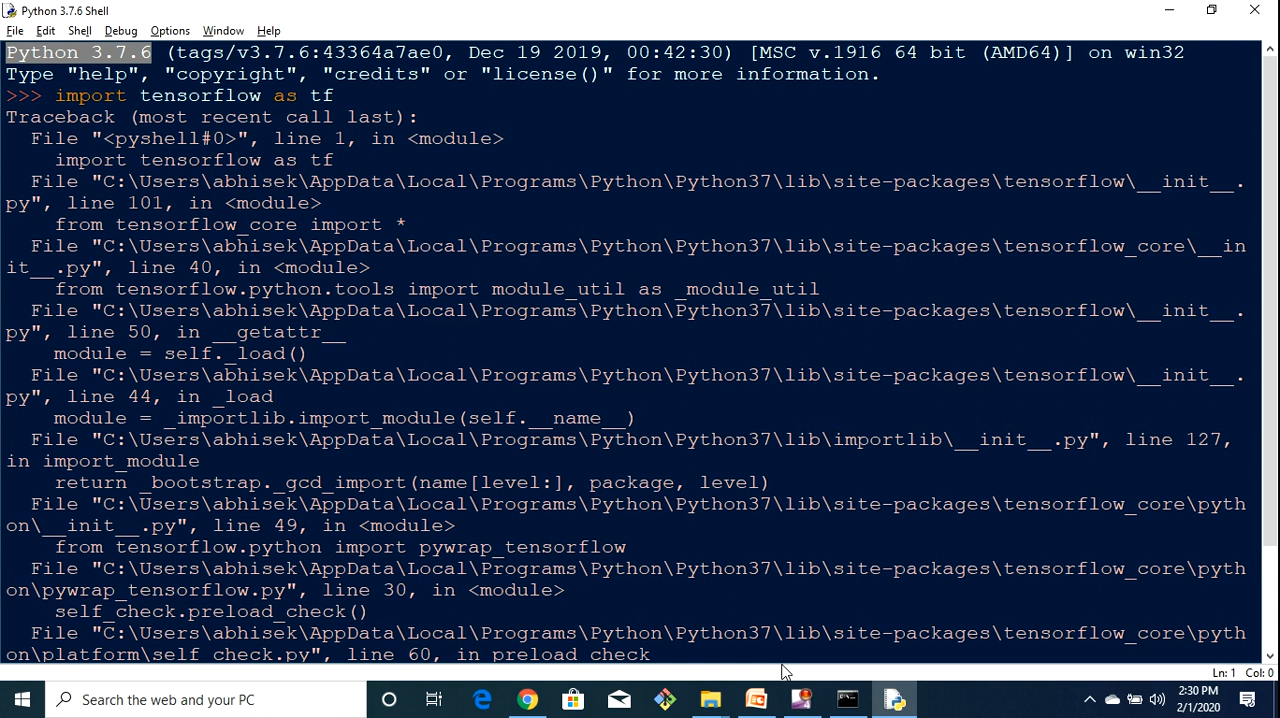 Python 3.7.6 Shell
File Edit Shell Debug Options Window Help
Python 3.7.6 (tags/v3.7.6:43364a7ae0, Dec 19 2019, 00:42:30) [MSC v.1916 64 bit (AMD64)] on win32
Type "help", "copyright", "credits" or "license()" for more information.
>>> import tensorflow as tf
Traceback (most recent call last):
  File "<pyshell#0>", line 1, in <module>
    import tensorflow as tf
  File "C:\Users\abhisek\AppData\Local\Programs\Python\Python37\lib\site-packages\tensorflow\__init__.
py", line 101, in <module>
    from tensorflow_core import *
  File "C:\Users\abhisek\AppData\Local\Programs\Python\Python37\lib\site-packages\tensorflow_core\__in
it__.py", line 40, in <module>
    from tensorflow.python.tools import module_util as _module_util
  File "C:\Users\abhisek\AppData\Local\Programs\Python\Python37\lib\site-packages\tensorflow\__init__.
py", line 50, in __getattr__
    module = self._load()
  File "C:\Users\abhisek\AppData\Local\Programs\Python\Python37\lib\site-packages\tensorflow\__init__.
py", line 44, in _load
    module = _importlib.import_module(self.__name__)
  File "C:\Users\abhisek\AppData\Local\Programs\Python\Python37\lib\importlib\__init__.py", line 127,
in import_module
    return _bootstrap._gcd_import(name[level:], package, level)
  File "C:\Users\abhisek\AppData\Local\Programs\Python\Python37\lib\site-packages\tensorflow_core\pyth
on\__init__.py", line 49, in <module>
    from tensorflow.python import pywrap_tensorflow
  File "C:\Users\abhisek\AppData\Local\Programs\Python\Python37\lib\site-packages\tensorflow_core\pyth
on\pywrap_tensorflow.py", line 30, in <module>
    self_check.preload_check()
  File "C:\Users\abhisek\AppData\Local\Programs\Python\Python37\lib\site-packages\tensorflow_core\pyth
on\platform\self_check.py", line 60, in preload_check
Ln: 1 Col: 0
Search the web and your PC
2:30 PM
2/1/2020